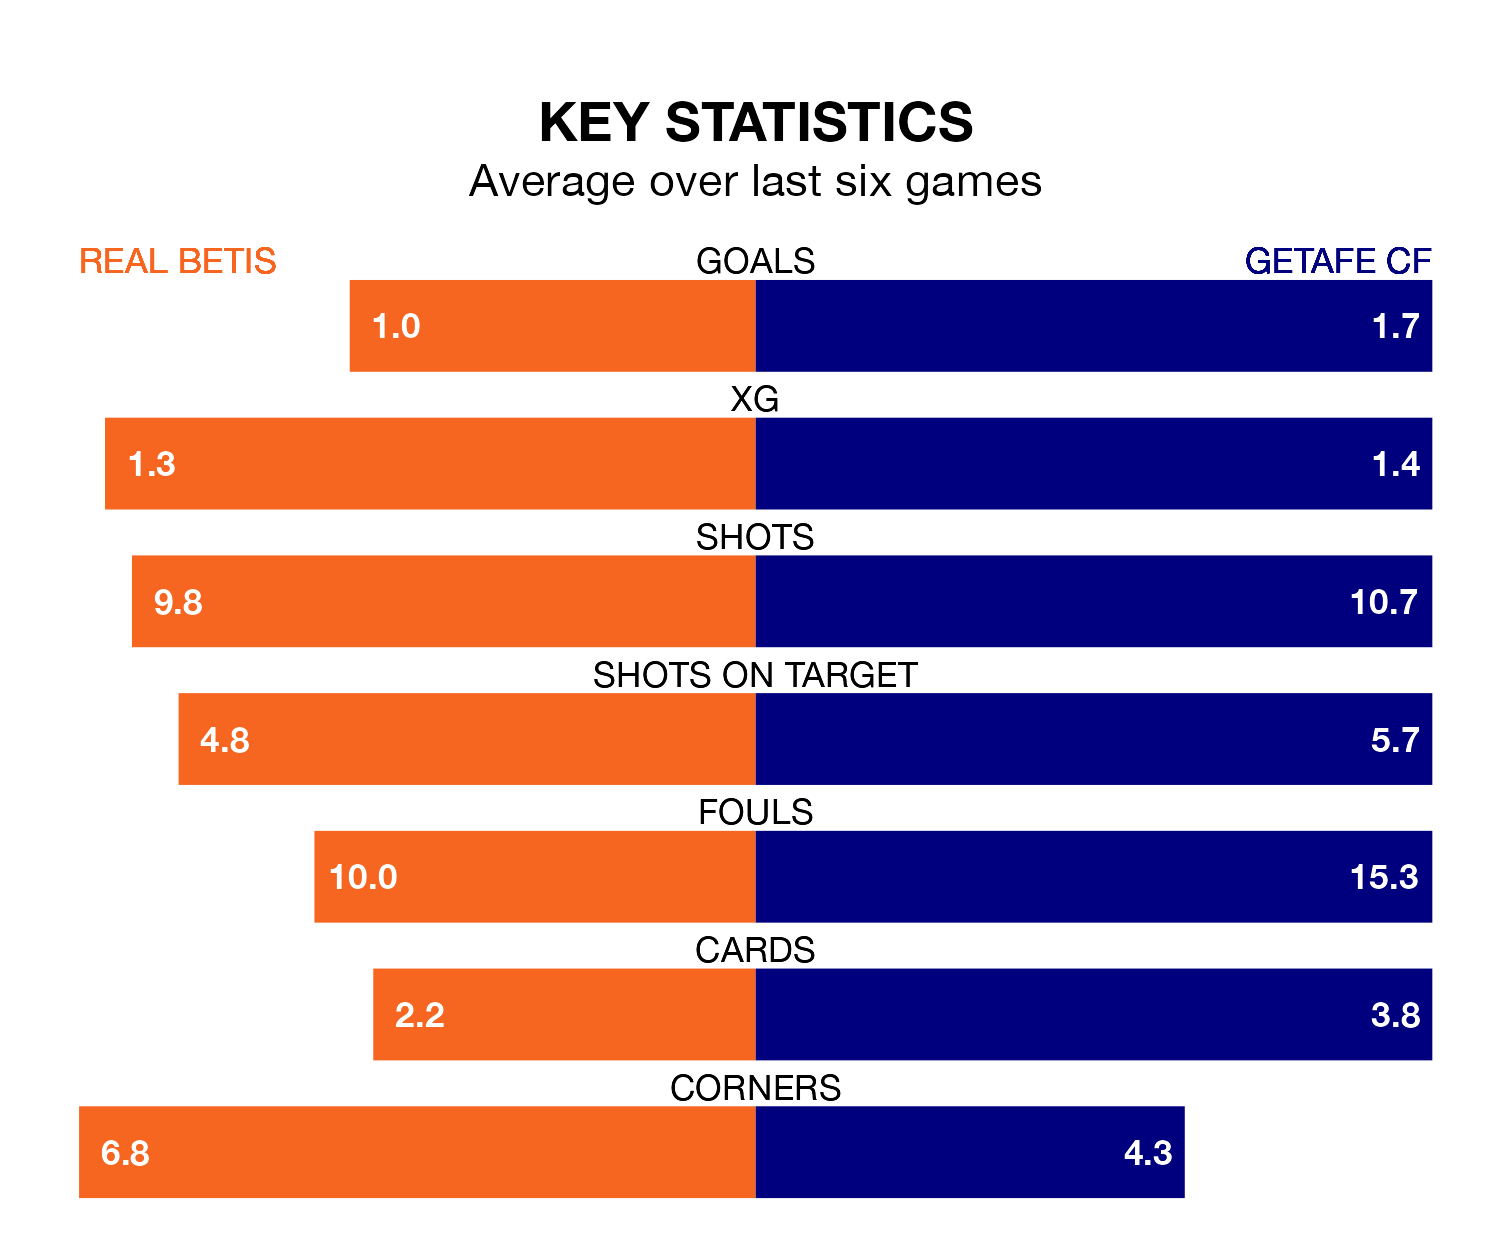 KEY STATISTICS
Average over last six games
REAL BETIS GOALS GETAFE CF
1.0 1.7
XG
1.3 1.4
SHOTS
9.8 10.7
SHOTS ON TARGET
4.8 5.7
FOULS
10.0 15.3
CARDS
2.2 3.8
CORNERS
6.8 4.3